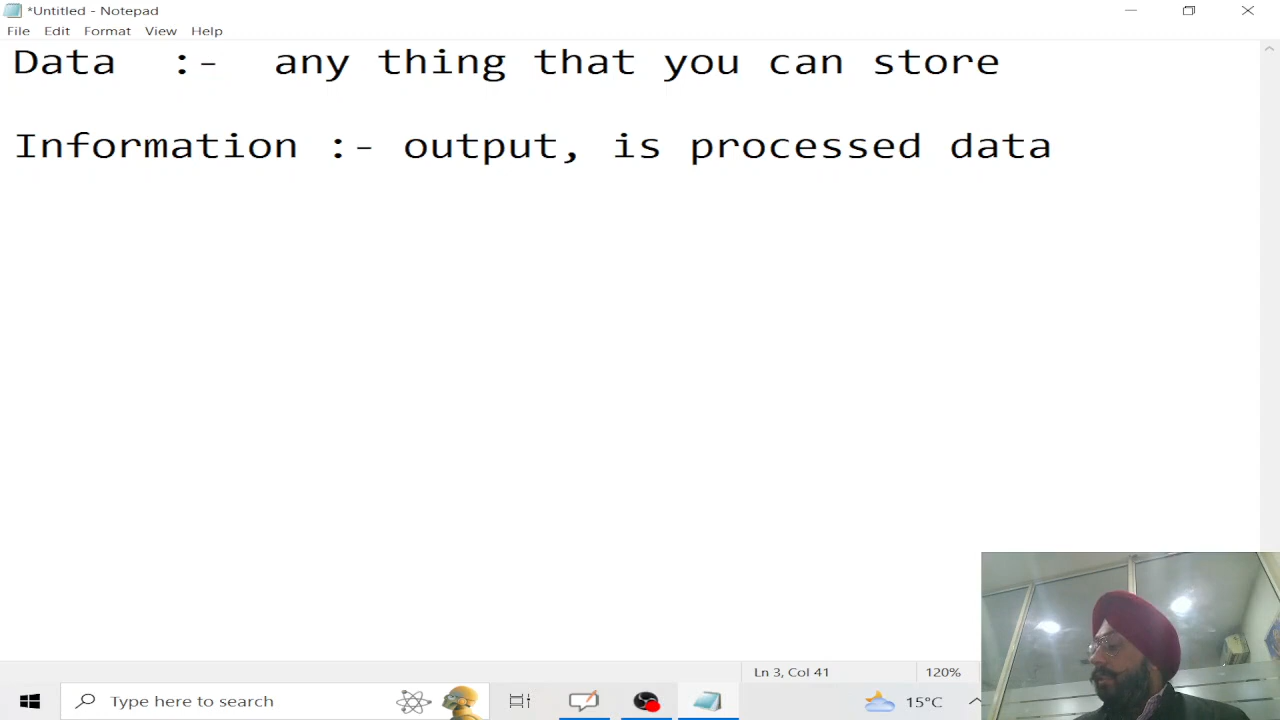 *Untitled - Notepad
File Edit Format View Help
Data :- any thing that you can store
Information :- output, is processed data
Ln 3, Col 41 120%
Type here to search 15°C